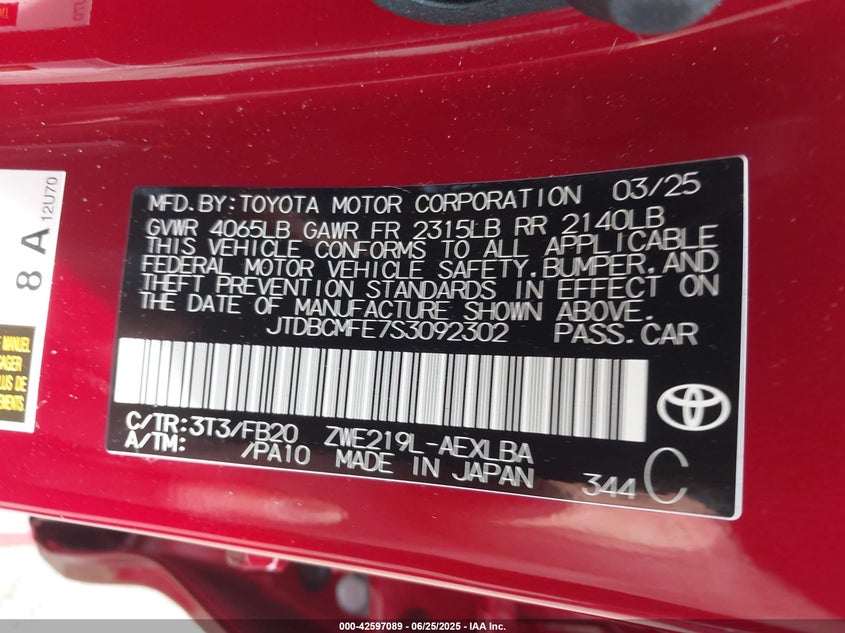 8 A
12U70
MANUEL
MFD.BY:TOYOTA MOTOR CORPORATION 03/25
GVWR 4065LB GAWR FR 2315LB RR 2140LB
THIS VEHICLE CONFORMS TO ALL APPLICABLE
FEDERAL MOTOR VEHICLE SAFETY,BUMPER,AND
THEFT PREVENTION STANDARDS IN EFFECT ON
THE DATE OF MANUFACTURE SHOWN ABOVE.
JTDBCMFE7S3092302 PASS.CAR
C/TR:3T3/FB20 ZWE219L-AEXLBA
A/TM: /PA10 MADE IN JAPAN 344 C
000-42597089 - 06/25/2025 - IAA Inc.